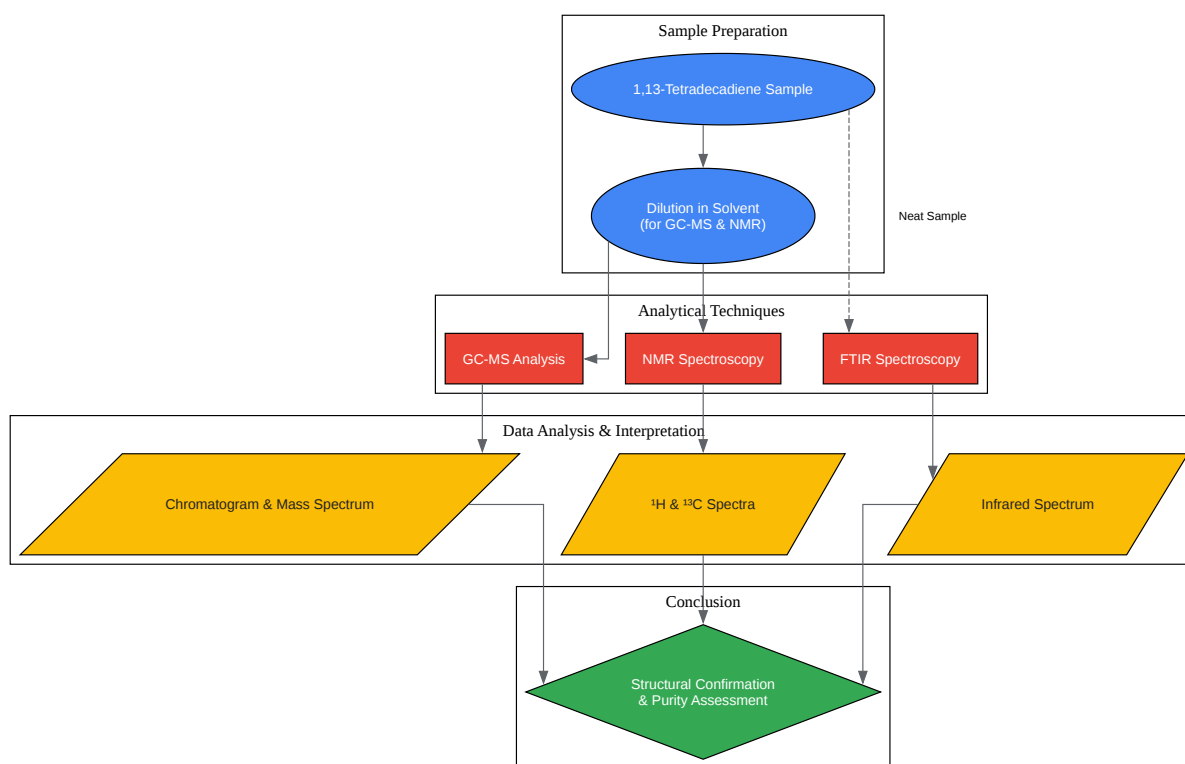 Sample Preparation
1,13-Tetradecadiene Sample
Dilution in Solvent
(for GC-MS & NMR)
Neat Sample
Analytical Techniques
GC-MS Analysis
NMR Spectroscopy
FTIR Spectroscopy
Data Analysis & Interpretation
Chromatogram & Mass Spectrum
¹H & ¹³C Spectra
Infrared Spectrum
Conclusion
Structural Confirmation
& Purity Assessment